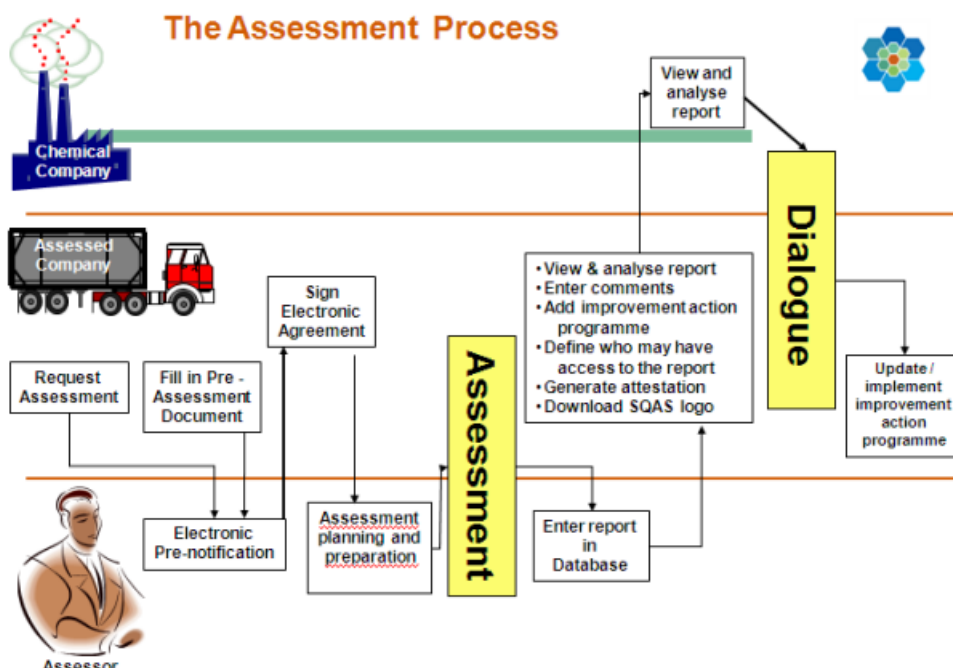 The Assessment Process
View and
analyse
report
Chemical
Company
Dialogue
Assessed
Company
• View & analyse report
• Enter comments
• Add improvement action
programme
• Define who may have
access to the report
• Generate attestation
• Download SQAS logo
Sign
Electronic
Agreement
Assessment
Request
Assessment
Fill in Pre -
Assessment
Document
Update /
implement
improvement
action
programme
Electronic
Pre-notification
Assessment
planning and
preparation
Enter report
in
Database
Assessor